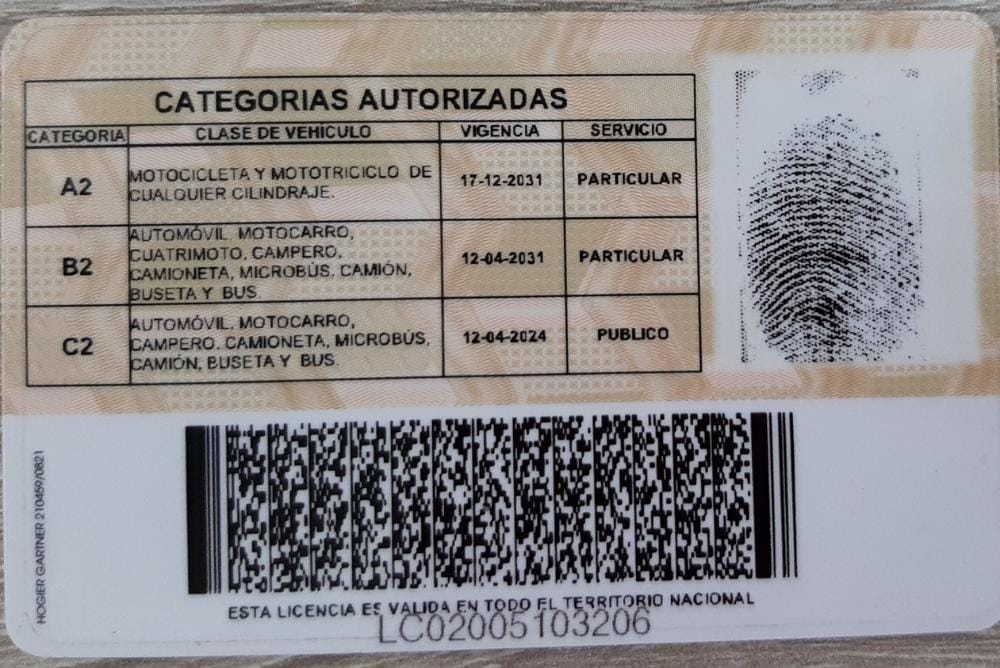 CATEGORIAS AUTORIZADAS
CATEGORIA CLASE DE VEHÍCULO VIGENCIA SERVICIO
A2 MOTOCICLETA Y MOTOTRICICLO DE CUALQUIER CILINDRAJE. 17-12-2031 PARTICULAR
B2 AUTOMÓVIL, MOTOCARRO, CUATRIMOTO, CAMPERO, CAMIONETA, MICROBÚS, CAMIÓN, BUSETA Y BUS. 12-04-2031 PARTICULAR
C2 AUTOMÓVIL, MOTOCARRO, CAMPERO, CAMIONETA, MICROBÚS, CAMIÓN, BUSETA Y BUS. 12-04-2024 PUBLICO
HOGIER GARTNER 210459/0821
ESTA LICENCIA ES VALIDA EN TODO EL TERRITORIO NACIONAL
LC02005103206